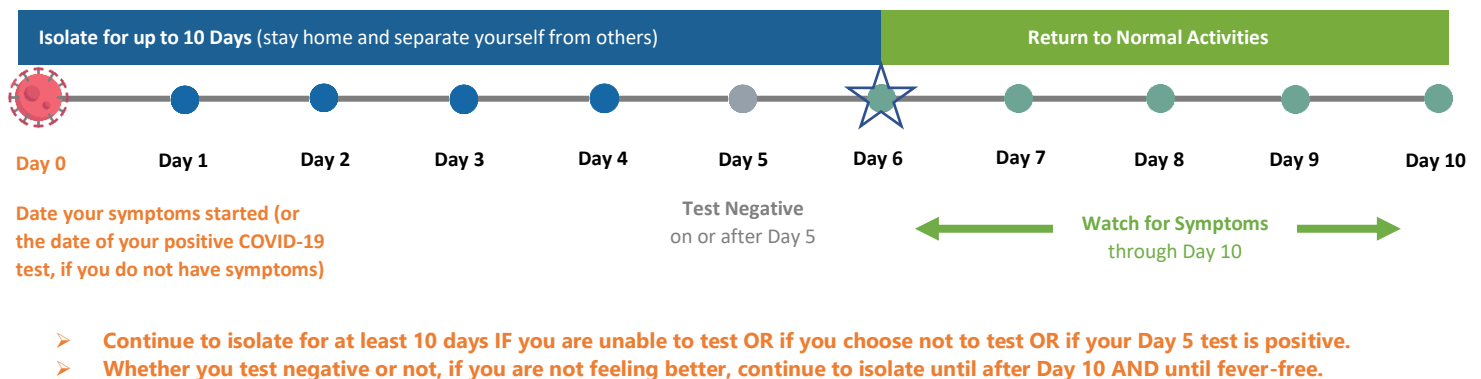 Isolate for up to 10 Days (stay home and separate yourself from others)
Return to Normal Activities
Day 0
Day 1
Day 2
Day 3
Day 4
Day 5
Day 6
Day 7
Day 8
Day 9
Day 10
Date your symptoms started (or
the date of your positive COVID-19
test, if you do not have symptoms)
Test Negative
on or after Day 5
Watch for Symptoms
through Day 10
➢ Continue to isolate for at least 10 days IF you are unable to test OR if you choose not to test OR if your Day 5 test is positive.
➢ Whether you test negative or not, if you are not feeling better, continue to isolate until after Day 10 AND until fever-free.